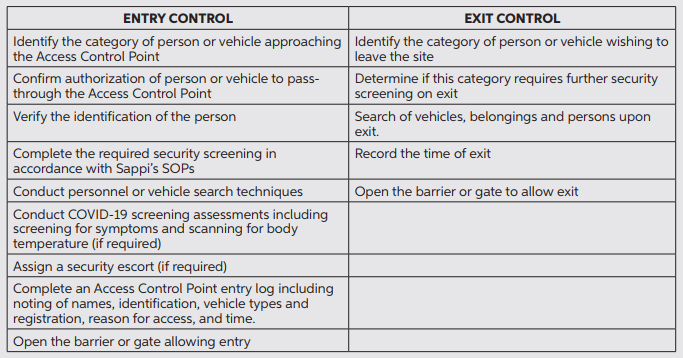 ENTRY CONTROL
EXIT CONTROL
Identify the category of person or vehicle approaching
the Access Control Point
Identify the category of person or vehicle wishing to
leave the site
Confirm authorization of person or vehicle to pass-
through the Access Control Point
Determine if this category requires further security
screening on exit
Verify the identification of the person
Search of vehicles, belongings and persons upon
exit.
Complete the required security screening in
accordance with Sappi's SOPs
Record the time of exit
Conduct personnel or vehicle search techniques
Open the barrier or gate to allow exit
Conduct COVID-19 screening assessments including
screening for symptoms and scanning for body
temperature (if required)
Assign a security escort (if required)
Complete an Access Control Point entry log including
noting of names, identification, vehicle types and
registration, reason for access, and time.
Open the barrier or gate allowing entry